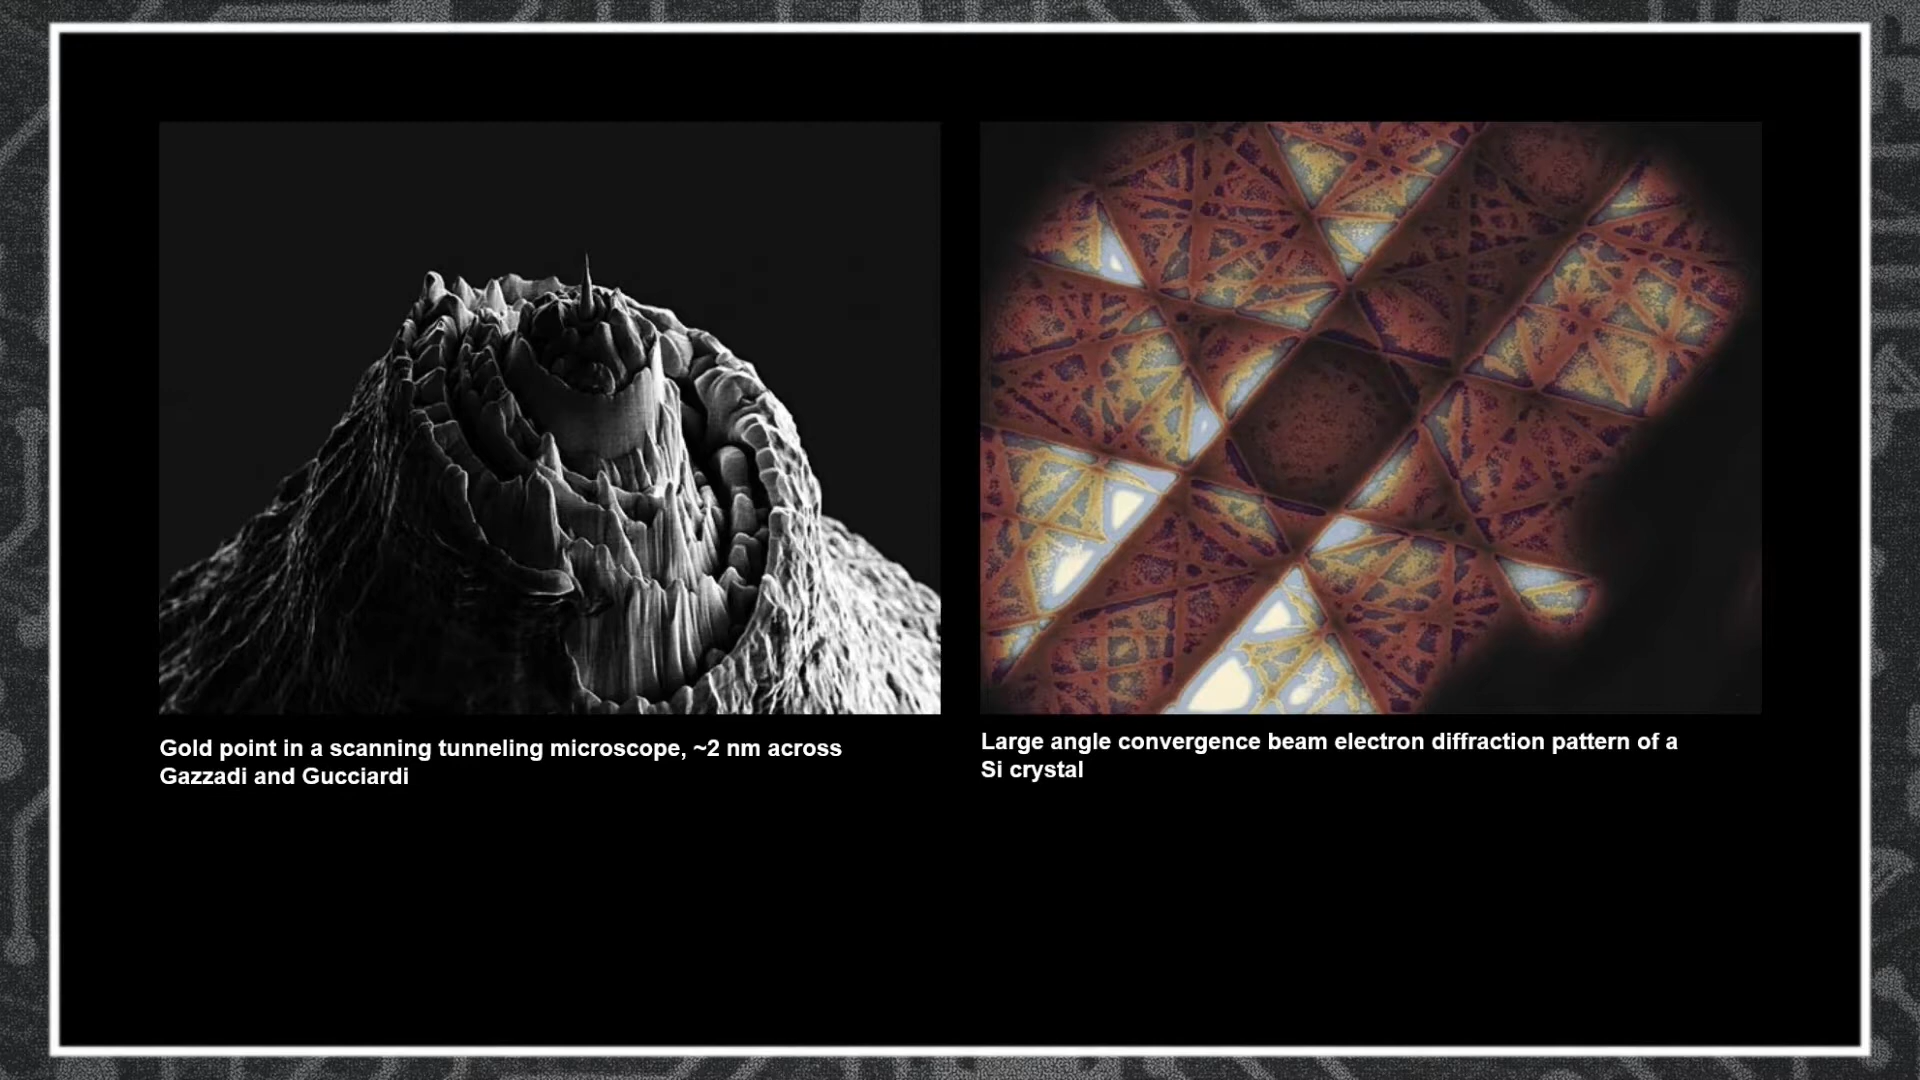 Gold point in a scanning tunneling microscope, ~2 nm across
Gazzadi and Gucciardi
Large angle convergence beam electron diffraction pattern of a
Si crystal